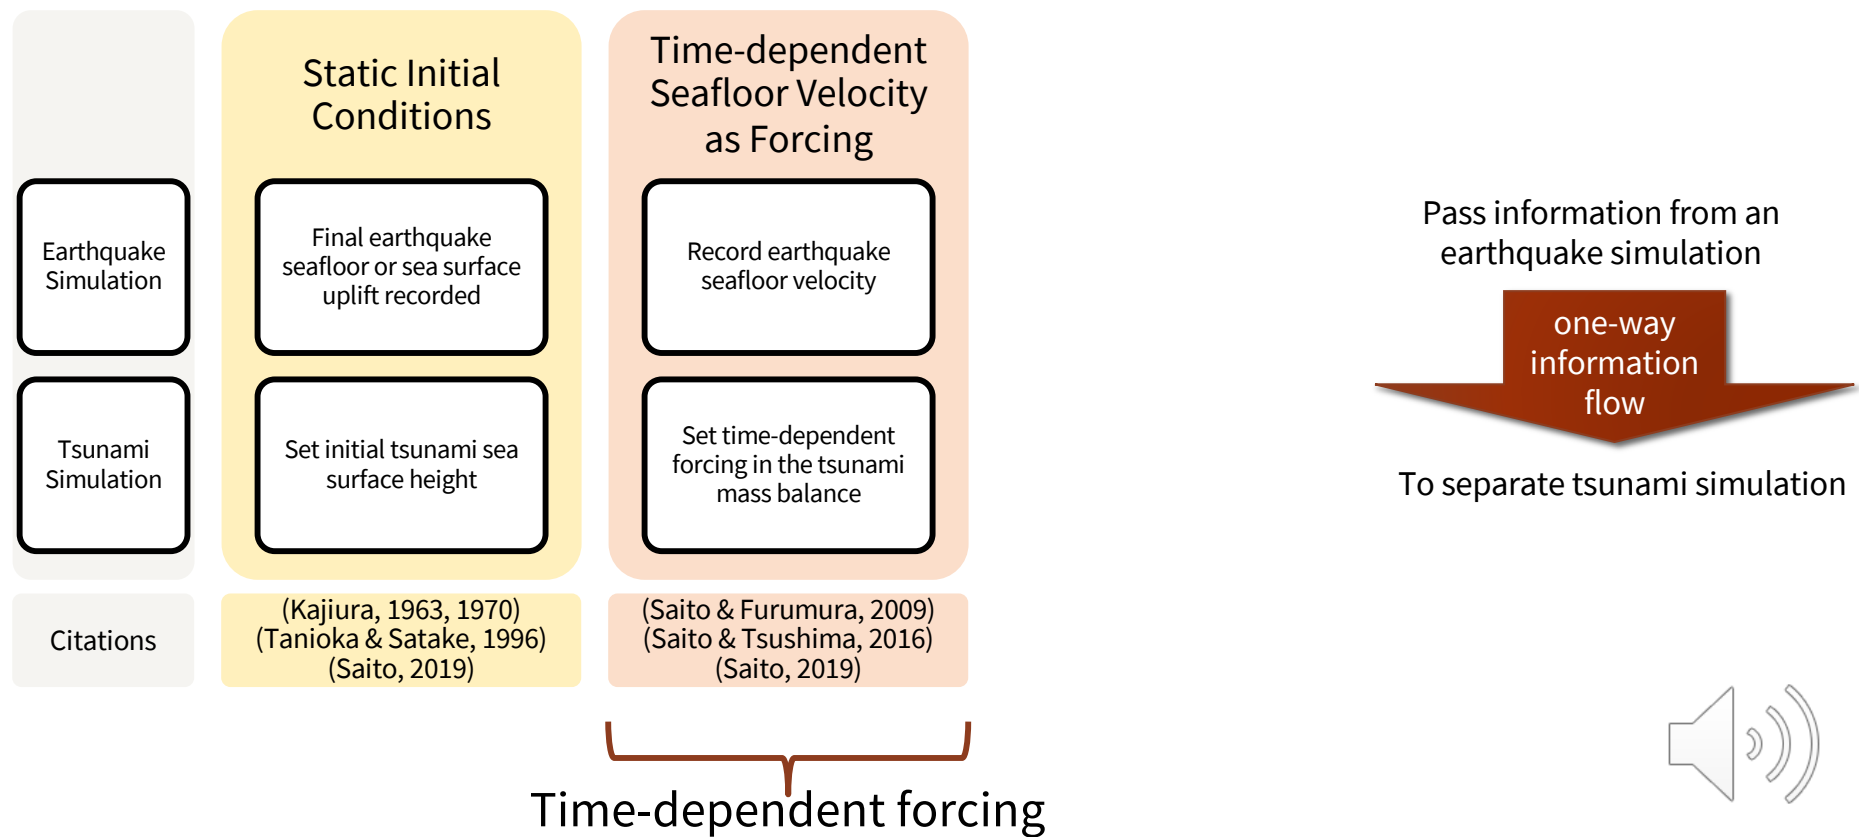 Static Initial
Conditions
Time-dependent
Seafloor Velocity
as Forcing
Earthquake
Simulation
Final earthquake
seafloor or sea surface
uplift recorded
Record earthquake
seafloor velocity
Tsunami
Simulation
Set initial tsunami sea
surface height
Set time-dependent
forcing in the tsunami
mass balance
Citations
(Kajiura, 1963, 1970)
(Tanioka & Satake, 1996)
(Saito, 2019)
(Saito & Furumura, 2009)
(Saito & Tsushima, 2016)
(Saito, 2019)
Time-dependent forcing
Pass information from an
earthquake simulation
one-way
information
flow
To separate tsunami simulation